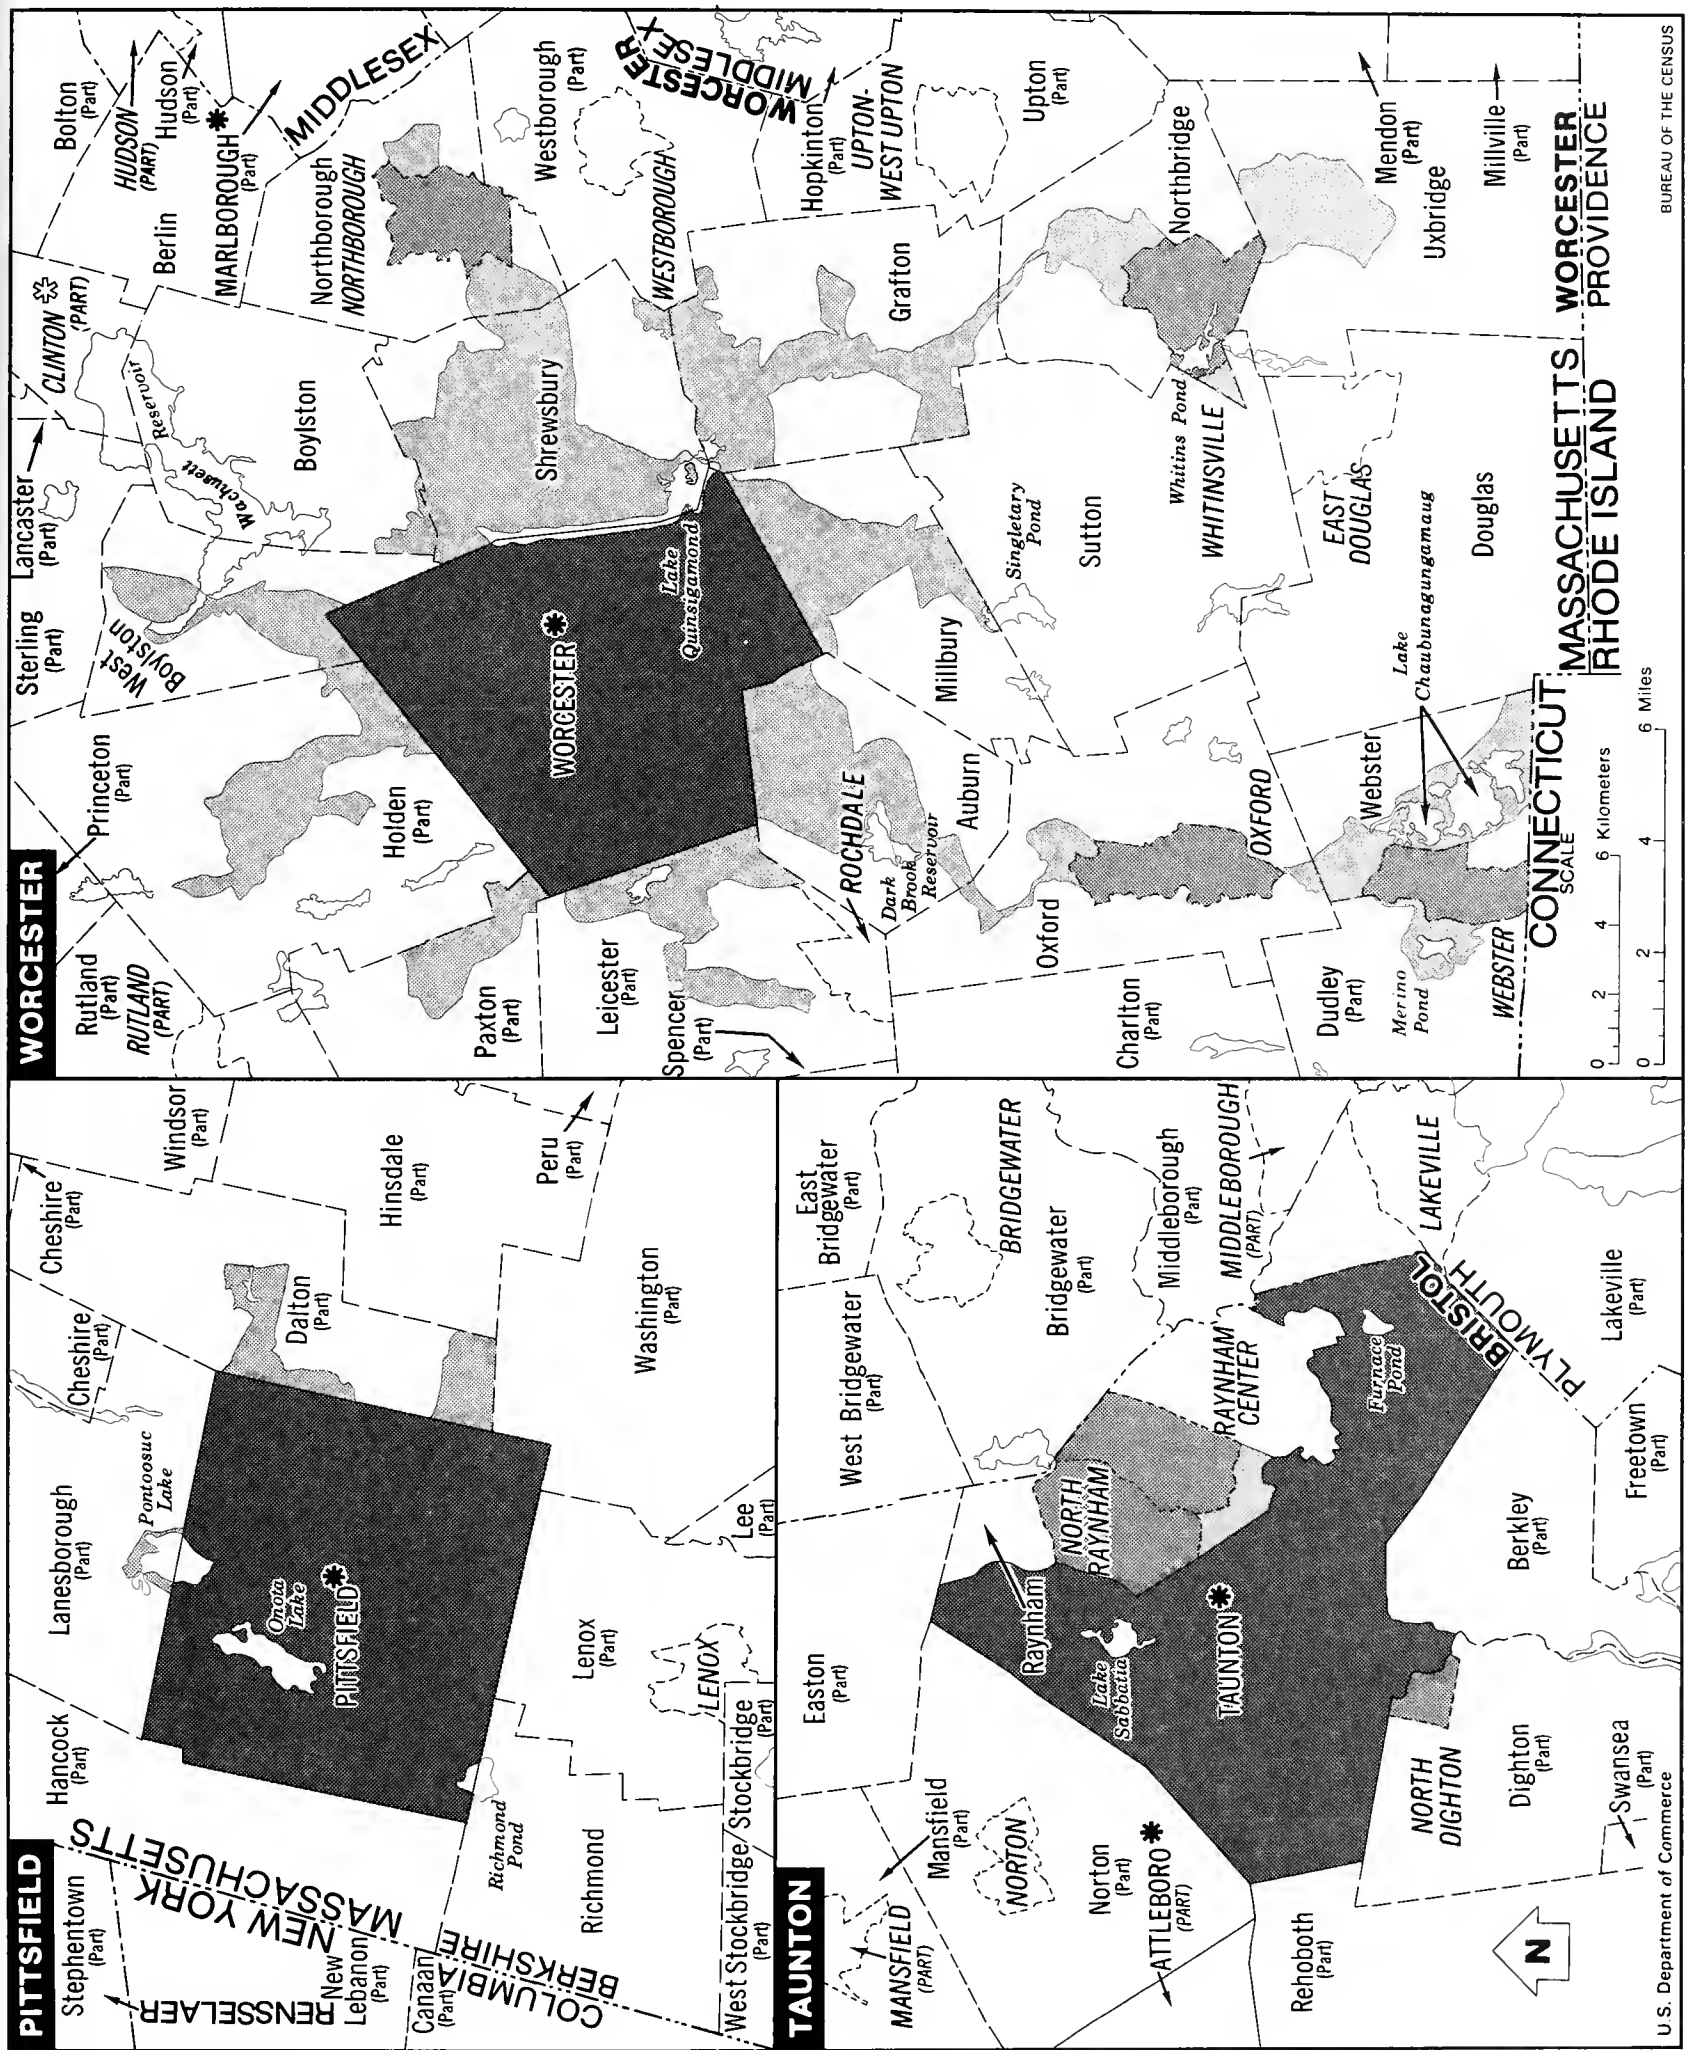 PITTSFIELD
Stephentown
(Part)
RENSSELAER
NEW YORK
MASSACHUSETTS
New
Lebanon
(Part)
Canaan
(Part)
COLUMBIA
BERKSHIRE
Hancock
(Part)
Lanesborough
(Part)
Pontoosuc
Lake
Cheshire
(Part)
Cheshire
(Part)
Windsor
(Part)
Dalton
(Part)
Hinsdale
(Part)
Peru
(Part)
Onota
Lake
PITTSFIELD
Washington
(Part)
Richmond
Pond
Richmond
Lenox
(Part)
LENOX
Lee
(Part)
West Stockbridge
(Part)
Stockbridge
(Part)
TAUNTON
MANSFIELD
(PART)
Mansfield
(Part)
NORTON
Norton
(Part)
ATTLEBORO
(PART)
Rehoboth
(Part)
Easton
(Part)
Raynham
Lake
Sabbatia
TAUNTON
NORTH
RAYNHAM
RAYNHAM
CENTER
West Bridgewater
(Part)
East
Bridgewater
(Part)
BRIDGEWATER
Bridgewater
(Part)
Middleborough
(Part)
MIDDLEBOROUGH
(PART)
LAKEVILLE
BRISTOL
PLYMOUTH
Furnace
Pond
Lakeville
(Part)
Freetown
(Part)
Berkley
(Part)
NORTH
DIGHTON
Dighton
(Part)
Swansea
(Part)
N
U.S. Department of Commerce
WORCESTER
Princeton
(Part)
Rutland
(Part)
RUTLAND
(PART)
Holden
(Part)
Paxton
(Part)
Leicester
(Part)
Spencer
(Part)
Sterling
(Part)
West
Boylston
Lancaster
(Part)
CLINTON
(PART)
Wachusett
Reservoir
Boylston
Bolton
(Part)
HUDSON
(PART)
Hudson
(Part)
Berlin
MARLBOROUGH
(Part)
MIDDLESEX
Northborough
NORTHBOROUGH
Shrewsbury
Westborough
(Part)
WESTBOROUGH
WORCESTER
MIDDLESEX
Hopkinton
(Part)
UPTON-
WEST UPTON
Upton
(Part)
WORCESTER
Lake
Quinsigamond
Grafton
Millbury
Singletary
Pond
Sutton
Whitins Pond
WHITINSVILLE
Northbridge
Mendon
(Part)
Uxbridge
Millville
(Part)
ROCHDALE
Dark
Brook
Reservoir
Auburn
Oxford
OXFORD
Charlton
(Part)
Dudley
(Part)
Merino
Pond
WEBSTER
Webster
Lake
Chaubunagungamaug
EAST
DOUGLAS
Douglas
CONNECTICUT
MASSACHUSETTS
RHODE ISLAND
WORCESTER
PROVIDENCE
SCALE
0 2 4 6 Kilometers
0 2 4 6 Miles
BUREAU OF THE CENSUS